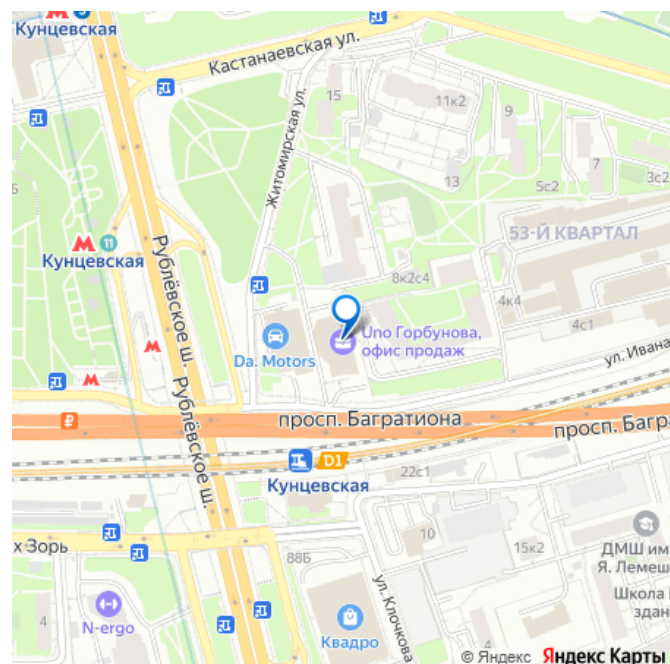 Кунцевская
Кастанаевская ул.
15
11к2
9
Житомирская ул.
7
13
5с2
3с2
11
Кунцевская
53-Й КВАРТАЛ
8к2с4
4к4
4с1
Рублёвское ш.
Uno Горбунова,
офис продаж
Da. Motors
ул. Ивана
просп. Багратиона
просп. Багра
Рублёвское ш.
D1
Кунцевская
22с1
х Зорь
10
15к2
88Б
ДМШ им.
Я. Лемеш
Школа
здан
ул. Клочкова
4
N-ergo
Квадро
4
© Яндекс Яндекс Карты